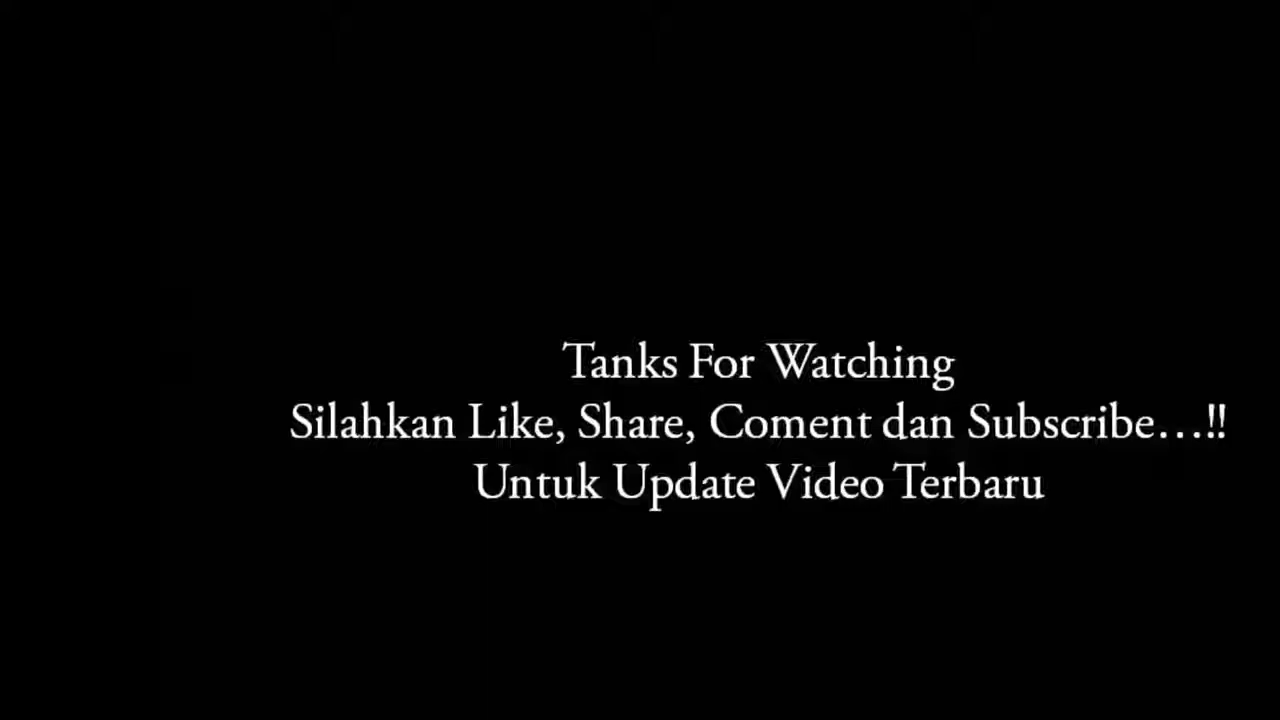 Tanks For Watching
Silahkan Like, Share, Coment dan Subscribe...!!
Untuk Update Video Terbaru